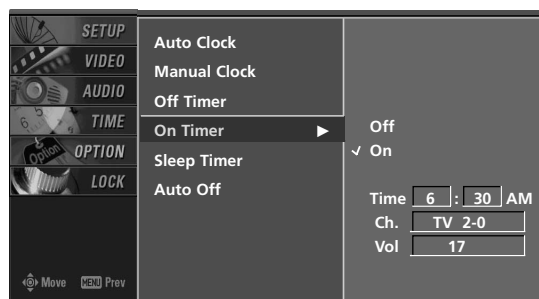 SETUP
VIDEO
AUDIO
TIME
Option OPTION
LOCK
Move MENU Prev
Auto Clock
Manual Clock
Off Timer
On Timer ▶
Sleep Timer
Auto Off
Off
✓ On
Time 6 : 30 AM
Ch. TV 2-0
Vol 17